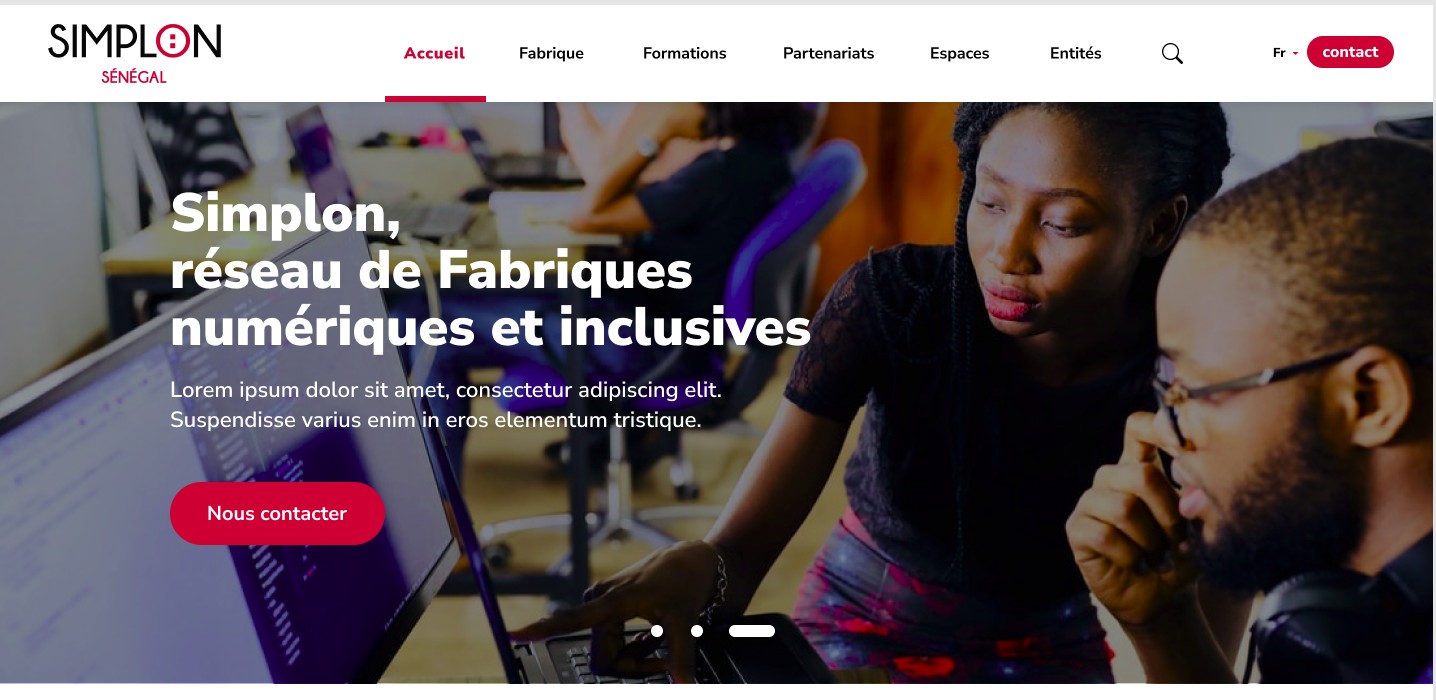 SIMPLON
SÉNÉGAL
Accueil
Fabrique
Formations
Partenariats
Espaces
Entités
Fr
contact
Simplon,
réseau de Fabriques
numériques et inclusives
Lorem ipsum dolor sit amet, consectetur adipiscing elit.
Suspendisse varius enim in eros elementum tristique.
Nous contacter